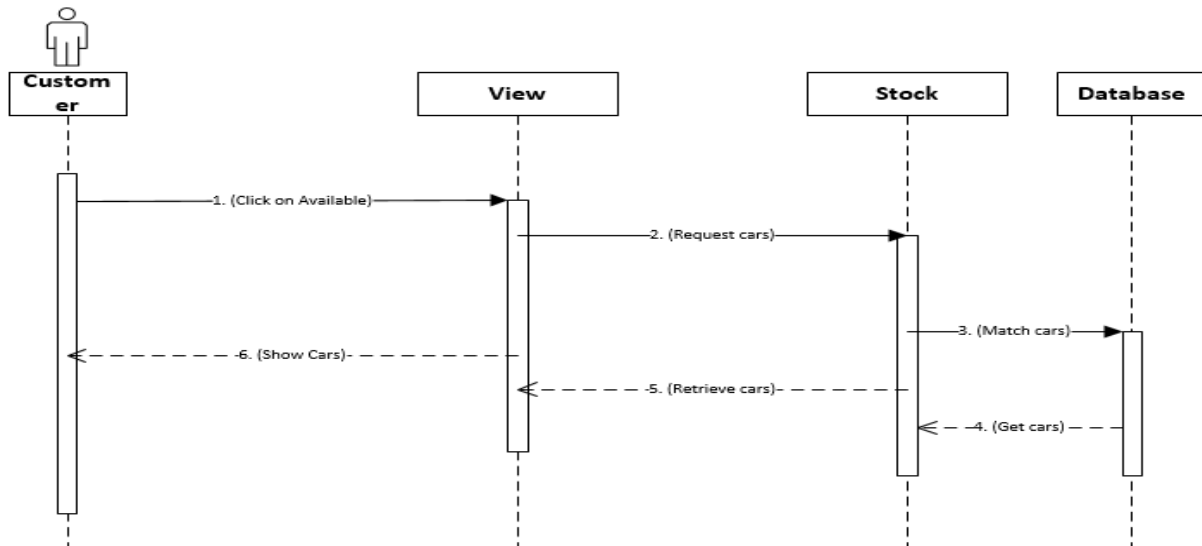 Custom
er
View
Stock
Database
1. (Click on Available)
2. (Request cars)
3. (Match cars)
6. (Show Cars)
5. (Retrieve cars)
4. (Get cars)